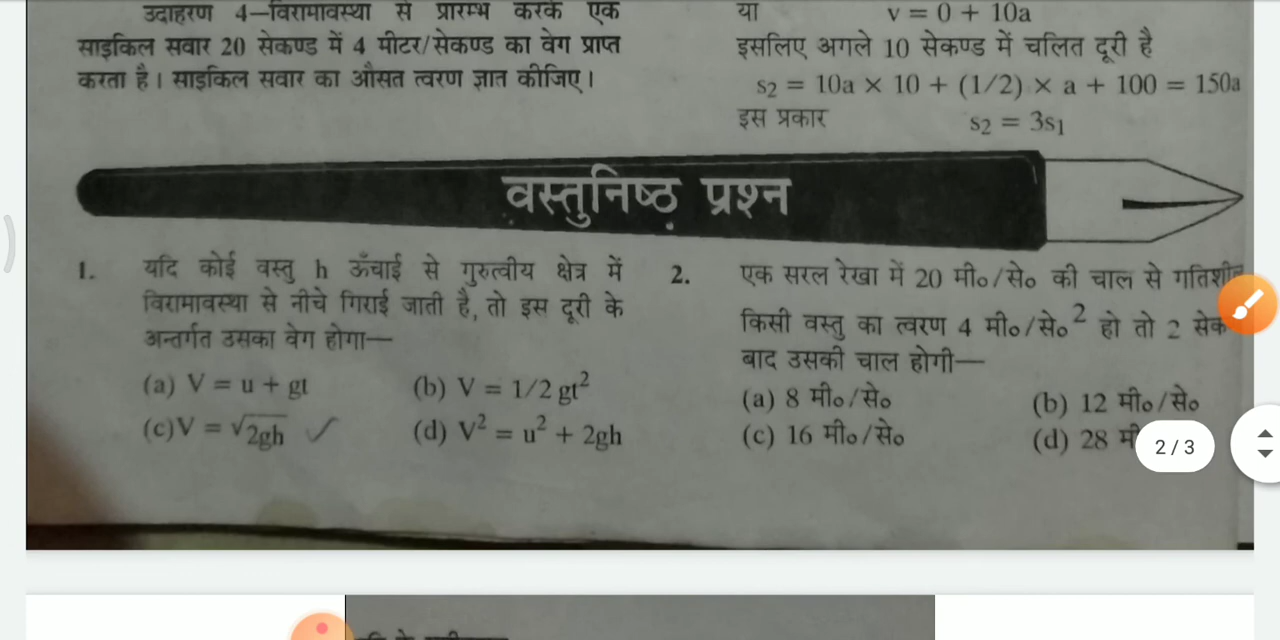 उदाहरण 4—विरामावस्था से प्रारम्भ करके एक
साइकिल सवार 20 सेकण्ड में 4 मीटर/सेकण्ड का वेग प्राप्त
करता है। साइकिल सवार का औसत त्वरण ज्ञात कीजिए।
या v = 0 + 10a
इसलिए अगले 10 सेकण्ड में चलित दूरी है
s₂ = 10a × 10 + (1/2) × a + 100 = 150a
इस प्रकार s₂ = 3s₁
वस्तुनिष्ठ प्रश्न
1. यदि कोई वस्तु h ऊँचाई से गुरुत्वीय क्षेत्र में
विरामावस्था से नीचे गिराई जाती है, तो इस दूरी के
अन्तर्गत उसका वेग होगा—
(a) V = u + gt (b) V = 1/2 gt²
(c) V = √2gh ✓ (d) V² = u² + 2gh
2. एक सरल रेखा में 20 मी०/से० की चाल से
किसी वस्तु का त्वरण 4 मी०/से०² हो तो 2
बाद उसकी चाल होगी—
(a) 8 मी०/से० (b) 12 मी०/से०
(c) 16 मी०/से० (d) 28
2 / 3